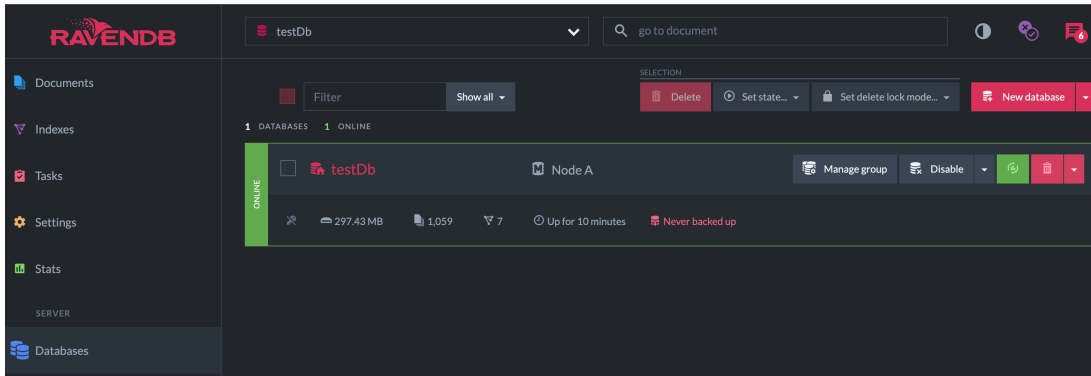 RAVENDB
testDb
go to document
6
Documents
Indexes
Tasks
Settings
Stats
SERVER
Databases
SELECTION
Filter
Show all
Delete
Set state...
Set delete lock mode...
New database
1 DATABASES 1 ONLINE
ONLINE
testDb
Node A
Manage group
Disable
297.43 MB
1,059
7
Up for 10 minutes
Never backed up